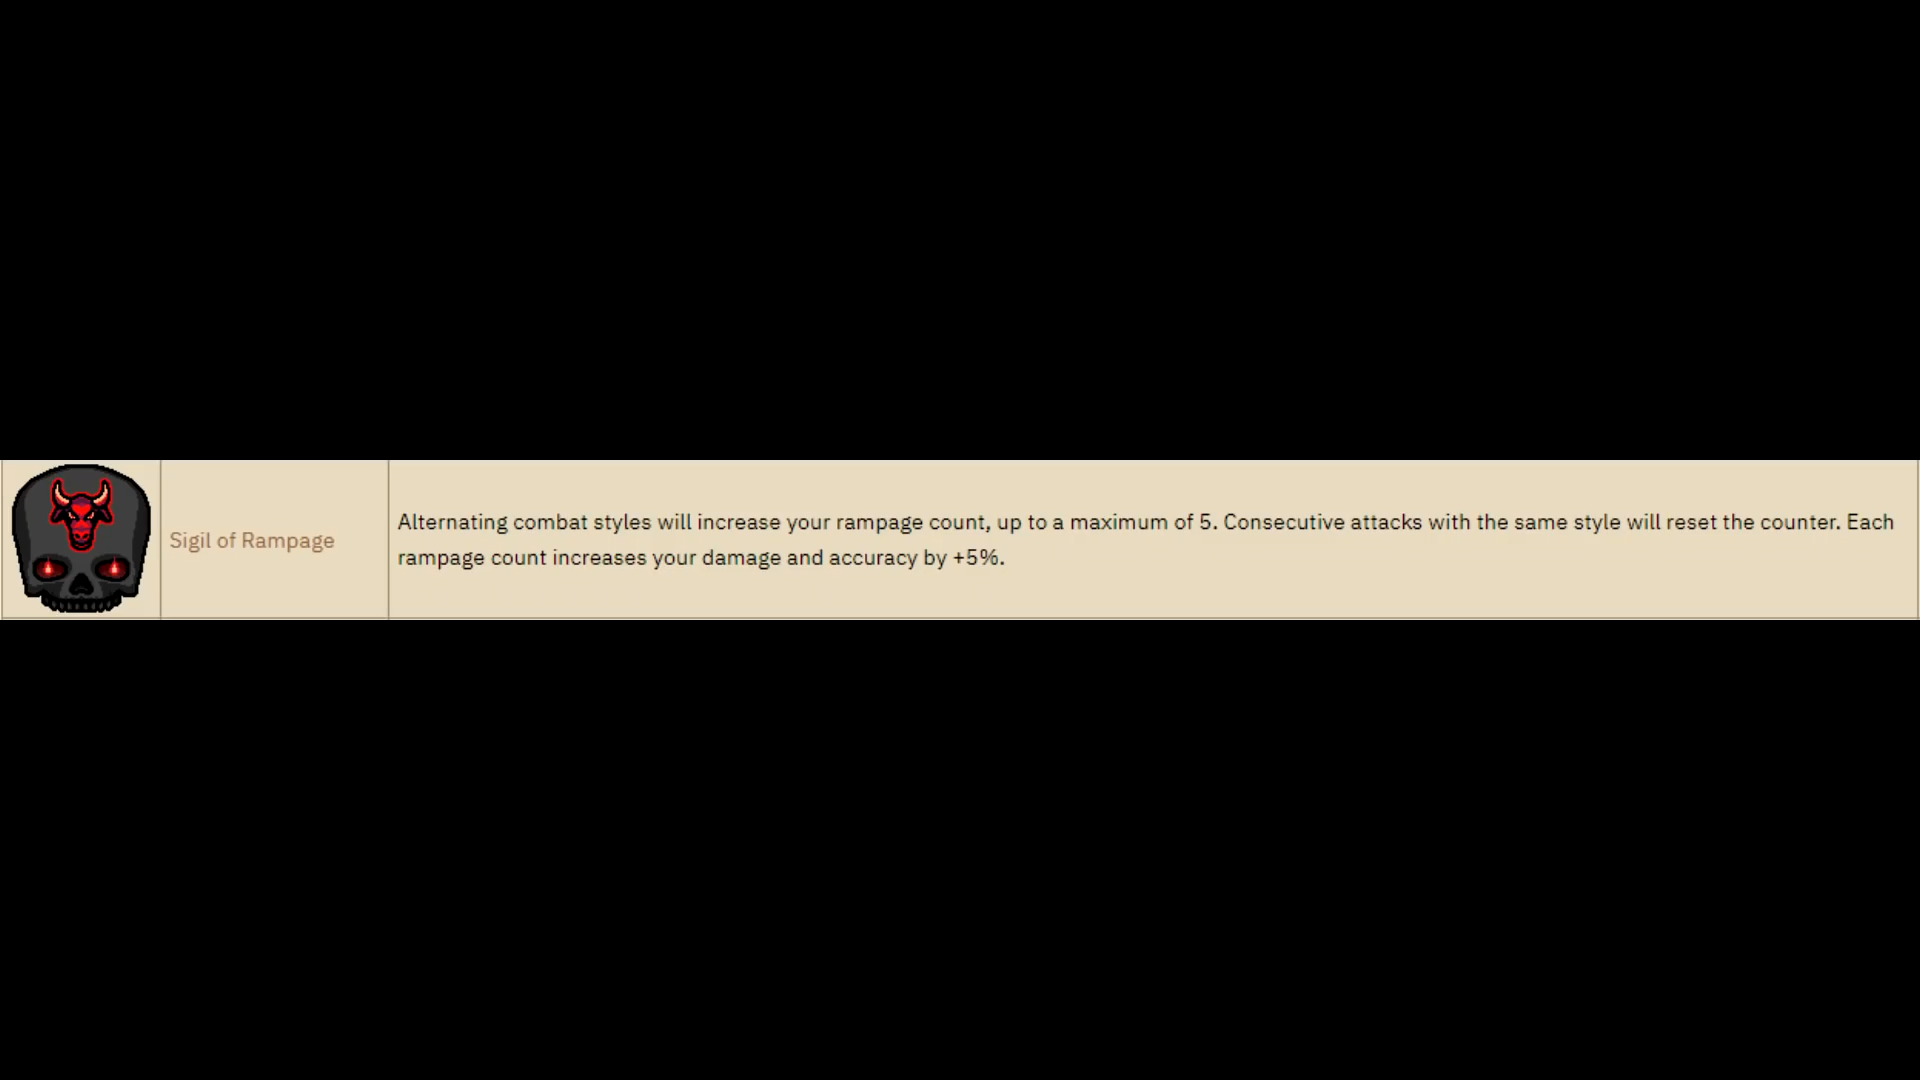 Sigil of Rampage
Alternating combat styles will increase your rampage count, up to a maximum of 5. Consecutive attacks with the same style will reset the counter. Each
rampage count increases your damage and accuracy by +5%.